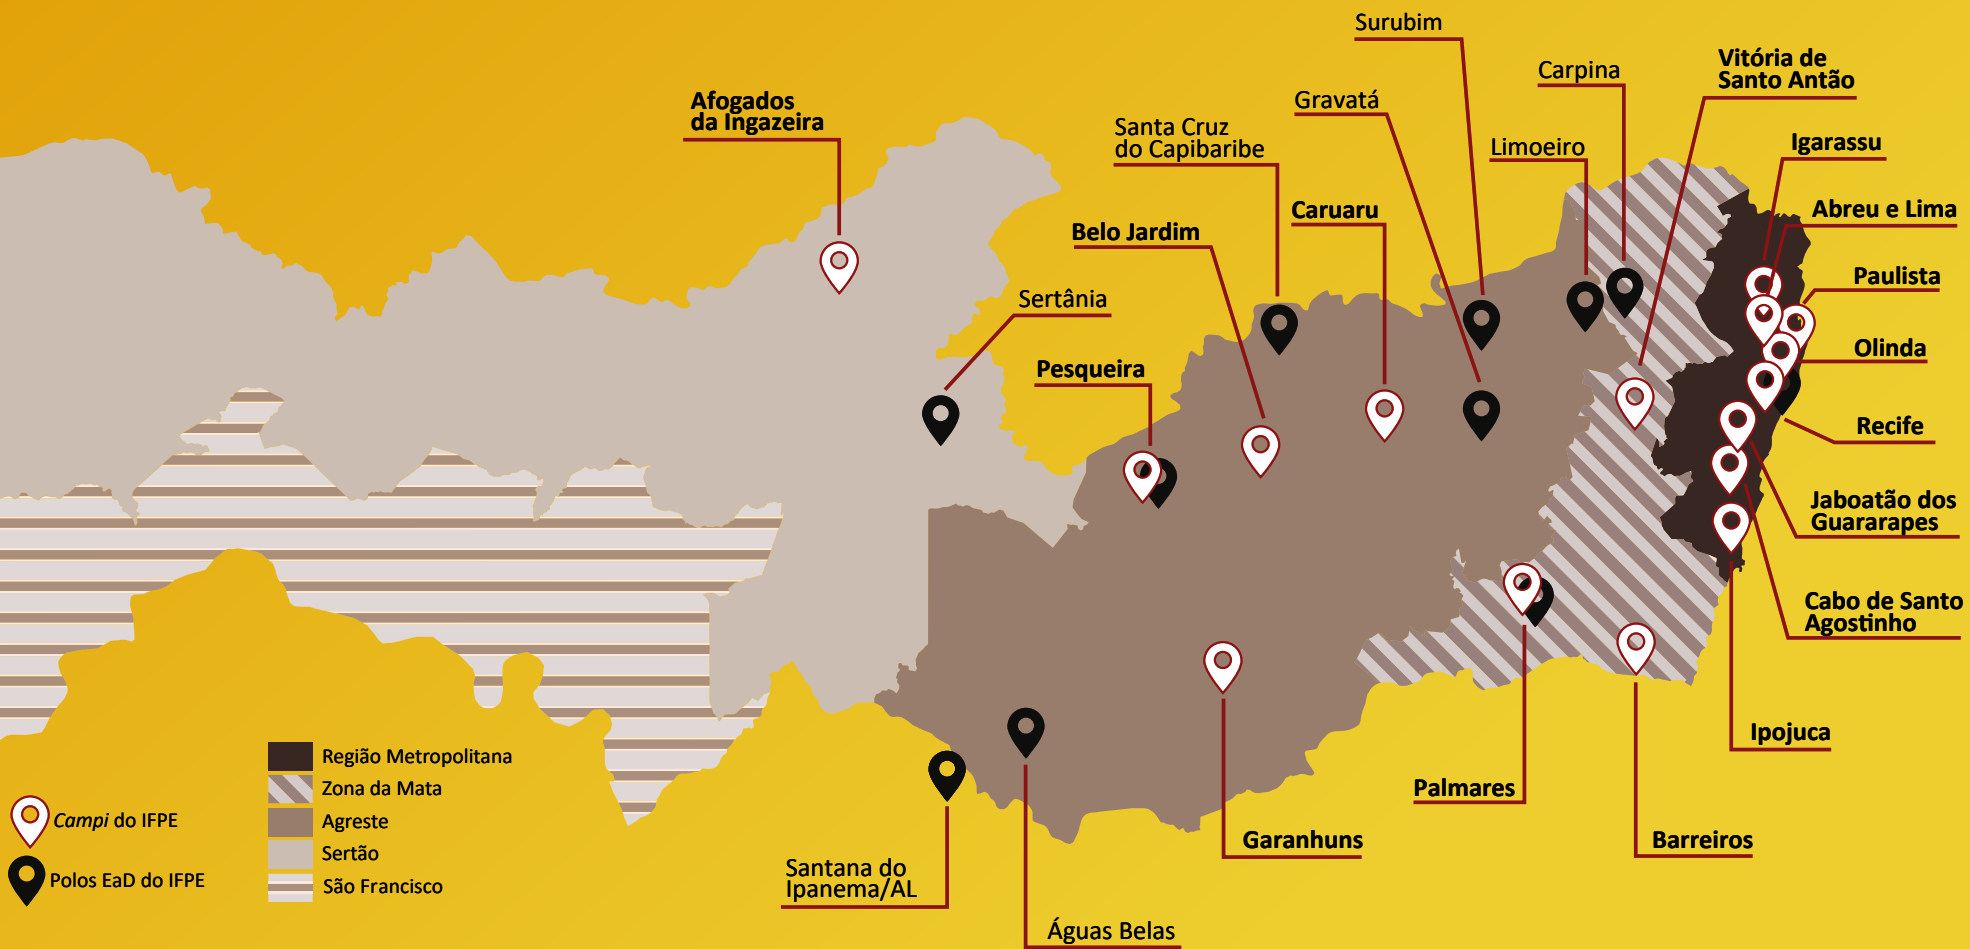 Surubim
Carpina
Vitória de
Santo Antão
Afogados
da Ingazeira
Gravatá
Santa Cruz
do Capibaribe
Limoeiro
Igarassu
Caruaru
Abreu e Lima
Belo Jardim
Paulista
Sertânia
Olinda
Pesqueira
Recife
Jaboatão dos
Guararapes
Cabo de Santo
Agostinho
Ipojuca
Palmares
Barreiros
Garanhuns
Santana do
Ipanema/AL
Águas Belas
Região Metropolitana
Zona da Mata
Agreste
Sertão
São Francisco
Campi do IFPE
Polos EaD do IFPE